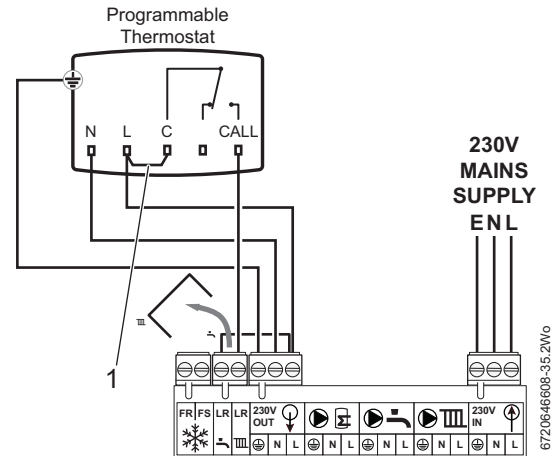 Programmable
Thermostat
N L C CALL
230V
MAINS
SUPPLY
E N L
1
FR FS LR LR 230V OUT 230V IN
N L N L N L N L N L
6720646608-35.2Wo